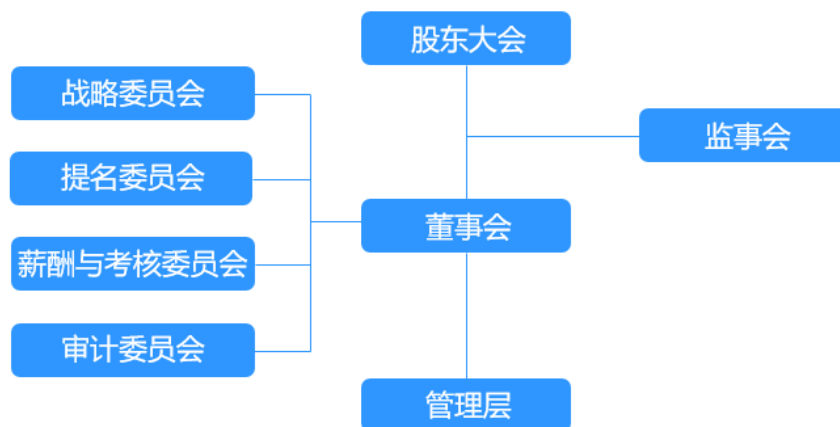 股东大会
战略委员会
监事会
提名委员会
董事会
薪酬与考核委员会
审计委员会
管理层